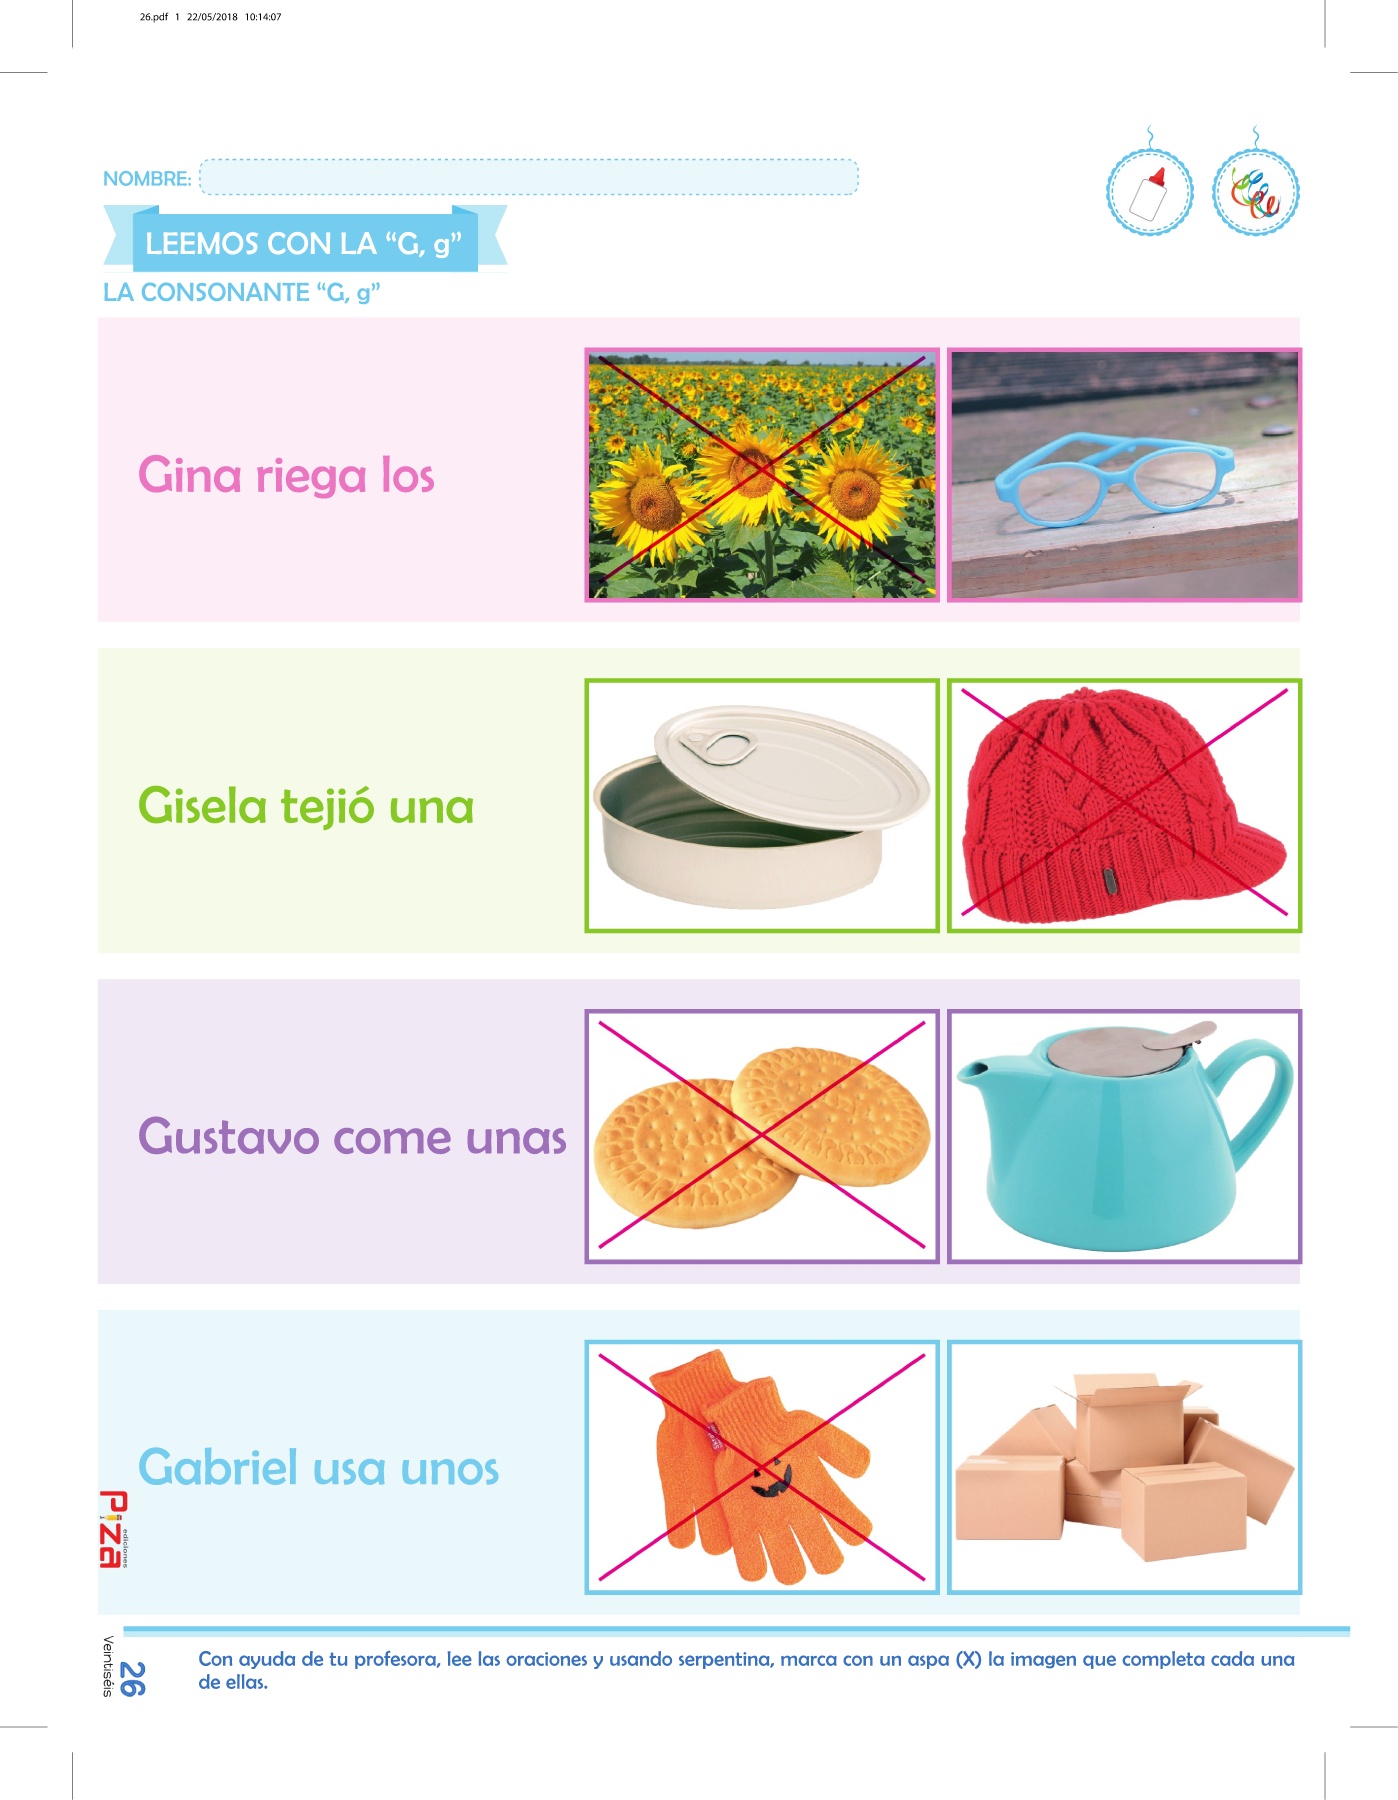 26.pdf 1 22/05/2018 10:14:07
NOMBRE:
LEEMOS CON LA “G, g”
LA CONSONANTE “G, g”
Gina riega los
Gisela tejió una
Gustavo come unas
Gabriel usa unos
Piza
ediciones
Veintiséis
26
Con ayuda de tu profesora, lee las oraciones y usando serpentina, marca con un aspa (X) la imagen que completa cada una
de ellas.